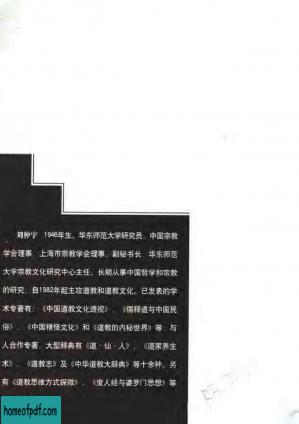 刘仲宇 1946年生。华东师范大学研究员，中国宗教
学会理事，上海市宗教学会理事、副秘书长，华东师范
大学宗教文化研究中心主任。长期从事中国哲学和宗教
的研究，自1982年起主攻道教和道教文化。已发表的学
术专著有：《中国道教文化透视》、《儒释道与中国民
俗》、《中国精怪文化》和《道教的内秘世界》等；与
人合作专著、大型辞典有《道·仙·人》、《道家养生
术》、《道教志》及《中华道教大辞典》等十余种。另
有《道教思维方式探微》、《度人经与婆罗门思想》等
homeofpdf.com